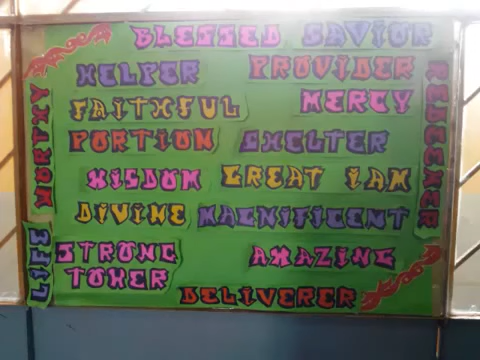 BLESSED SAVIOR
HELPER PROVIDER
FAITHFUL MERCY
PORTION SHELTER
WISDOM GREAT IAM
DIVINE MAGNIFICENT
STRONG AMAZING
TOWER
DELIVERER
WORTHY
LIFE
REDEEMER